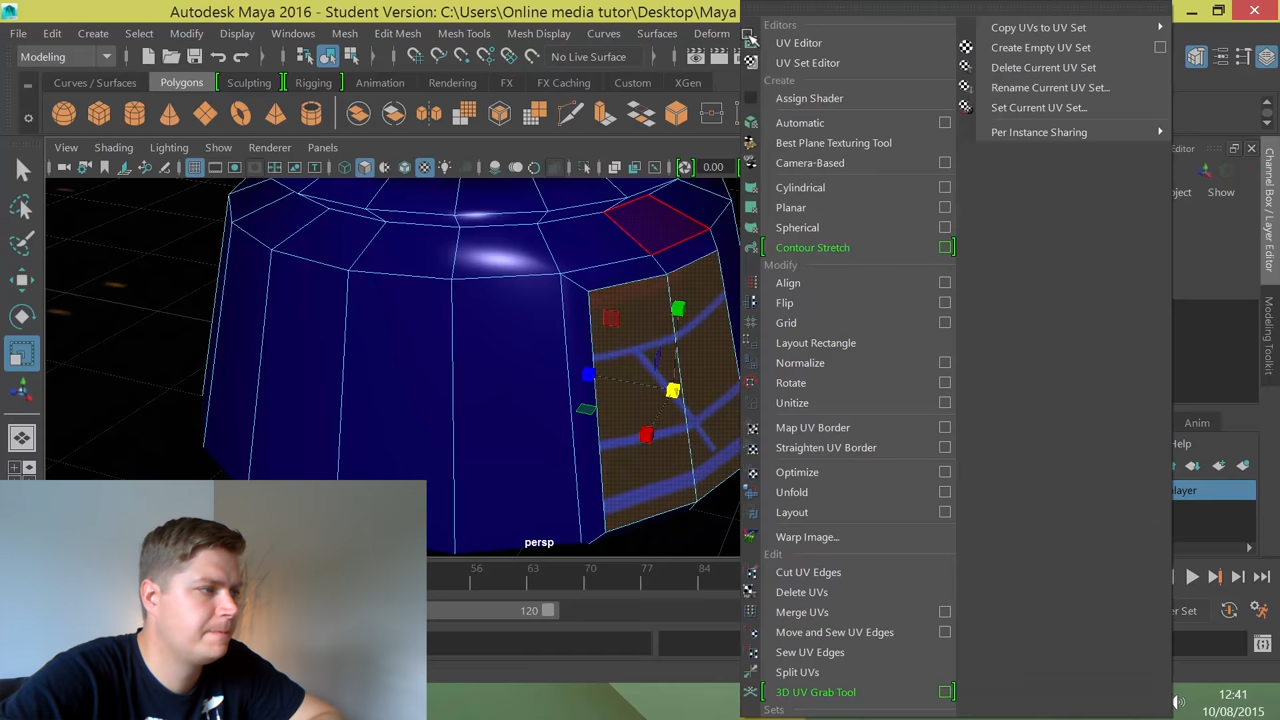 Autodesk Maya 2016 - Student Version: C:\Users\Online media tutor\Desktop\Maya
File Edit Create Select Modify Display Windows Mesh Edit Mesh Mesh Tools Mesh Display Curves Surfaces Deform
Modeling
No Live Surface
Curves / Surfaces Polygons Sculpting Rigging Animation Rendering FX FX Caching Custom XGen
View Shading Lighting Show Renderer Panels
0.00
persp
56 63 70 77 84
120
Editors
UV Editor
UV Set Editor
Create
Assign Shader
Automatic
Best Plane Texturing Tool
Camera-Based
Cylindrical
Planar
Spherical
Contour Stretch
Modify
Align
Flip
Grid
Layout Rectangle
Normalize
Rotate
Unitize
Map UV Border
Straighten UV Border
Optimize
Unfold
Layout
Warp Image...
Edit
Cut UV Edges
Delete UVs
Merge UVs
Move and Sew UV Edges
Sew UV Edges
Split UVs
3D UV Grab Tool
Sets
Copy UVs to UV Set
Create Empty UV Set
Delete Current UV Set
Rename Current UV Set...
Set Current UV Set...
Per Instance Sharing
Editor
Show
Channel Box / Layer Editor
Modeling Toolkit
Anim
Help
12:41
10/08/2015